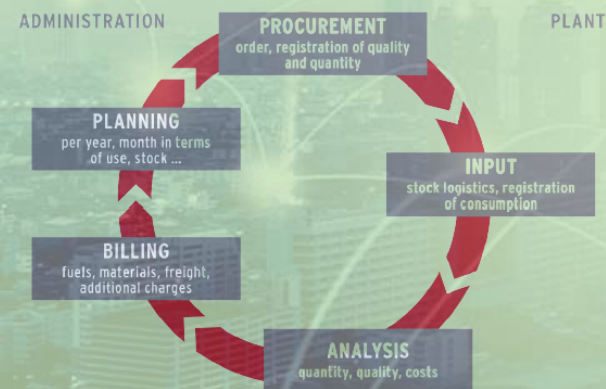 ADMINISTRATION
PLANT
PROCUREMENT
order, registration of quality
and quantity
PLANNING
per year, month in terms
of use, stock ...
INPUT
stock logistics, registration
of consumption
BILLING
fuels, materials, freight,
additional charges
ANALYSIS
quantity, quality, costs